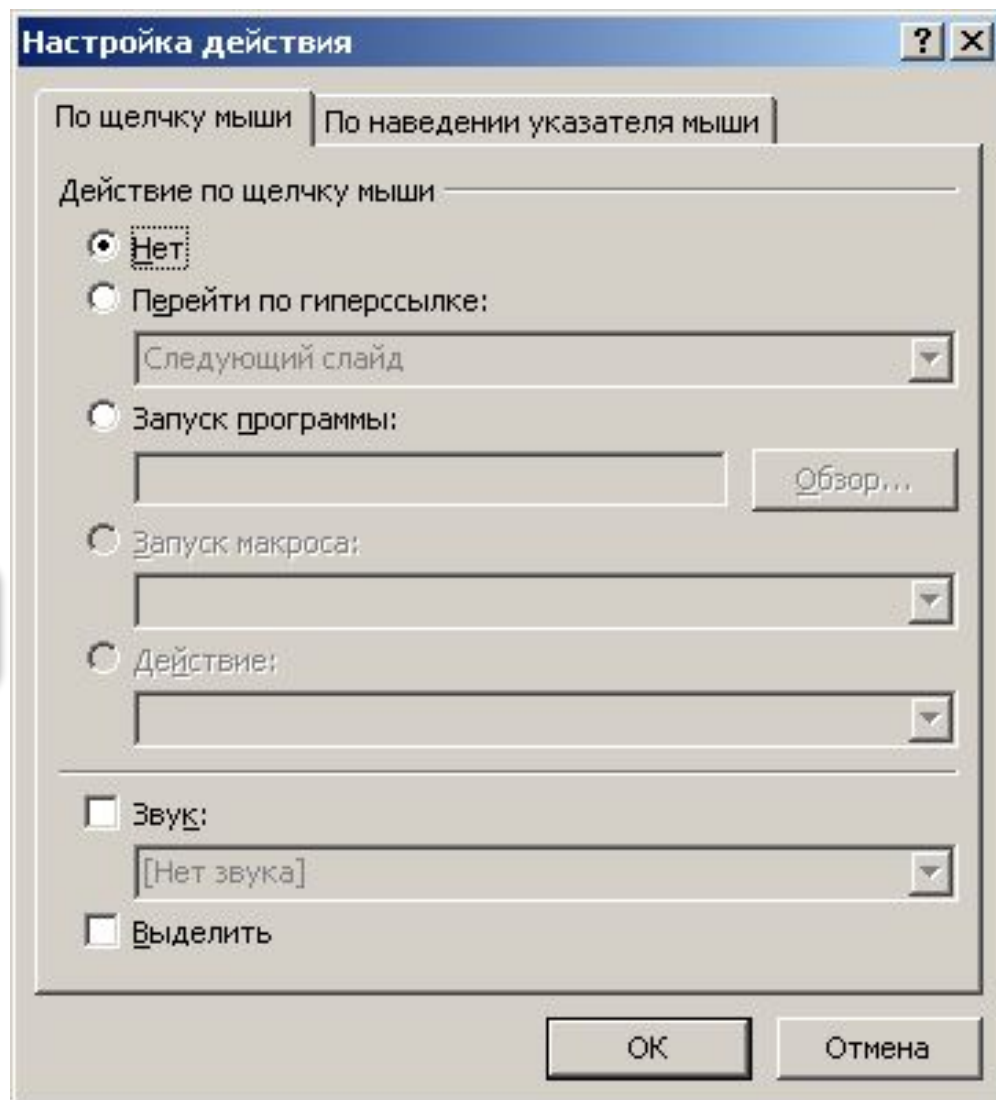 Настройка действия
По щелчку мыши
По наведении указателя мыши
Действие по щелчку мыши
Нет
Перейти по гиперссылке:
Следующий слайд
Запуск программы:
Обзор...
Запуск макроса:
Действие:
Звук:
[Нет звука]
Выделить
ОК
Отмена